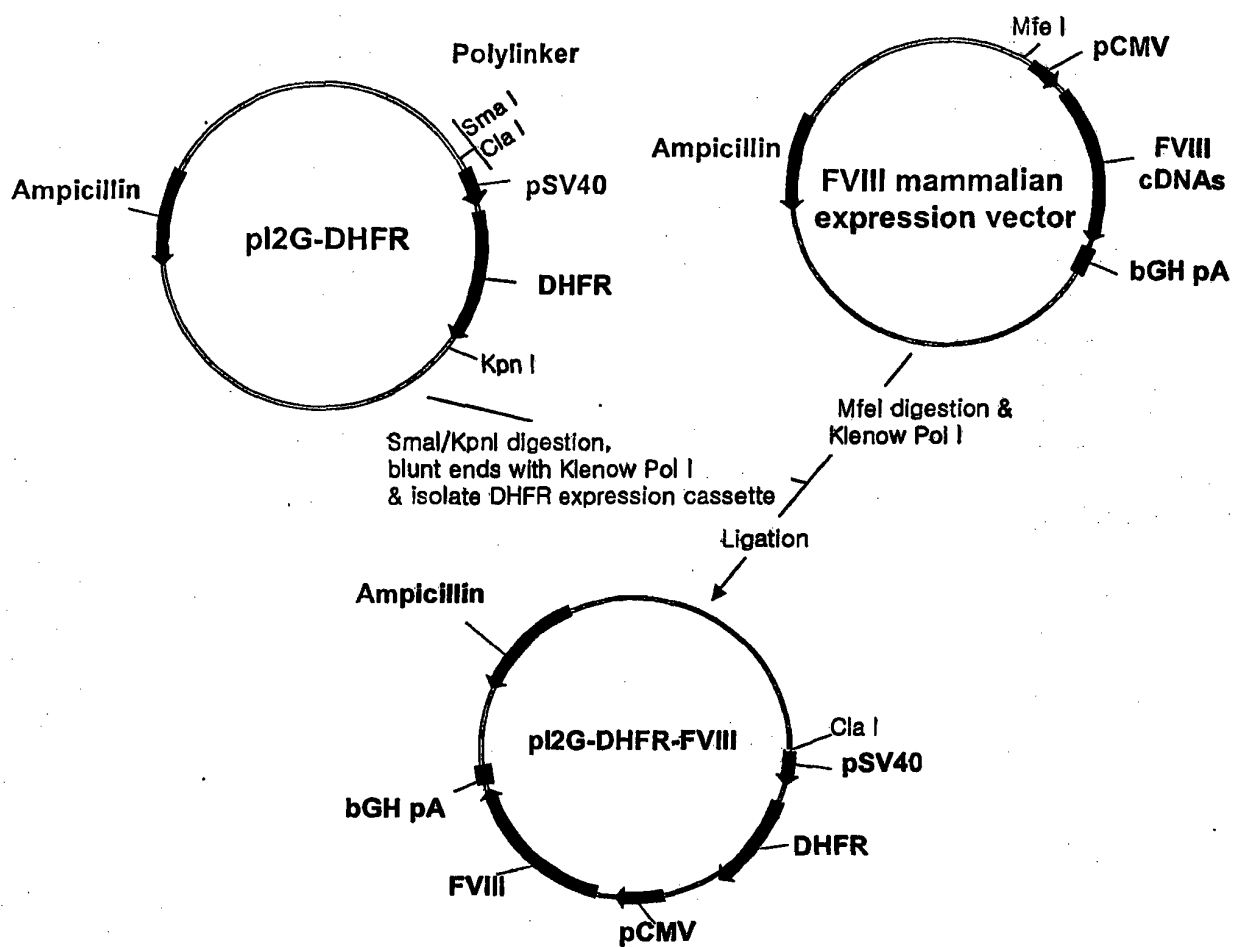 Polylinker
Sma I
Cla I
Ampicillin
pSV40
pI2G-DHFR
DHFR
Kpn I
SmaI/KpnI digestion,
blunt ends with Klenow Pol I
& isolate DHFR expression cassette
Mfe I
pCMV
Ampicillin
FVIII
cDNAs
FVIII mammalian
expression vector
bGH pA
MfeI digestion &
Klenow Pol I
Ligation
Ampicillin
Cla I
pI2G-DHFR-FVIII
pSV40
bGH pA
DHFR
FVIII
pCMV